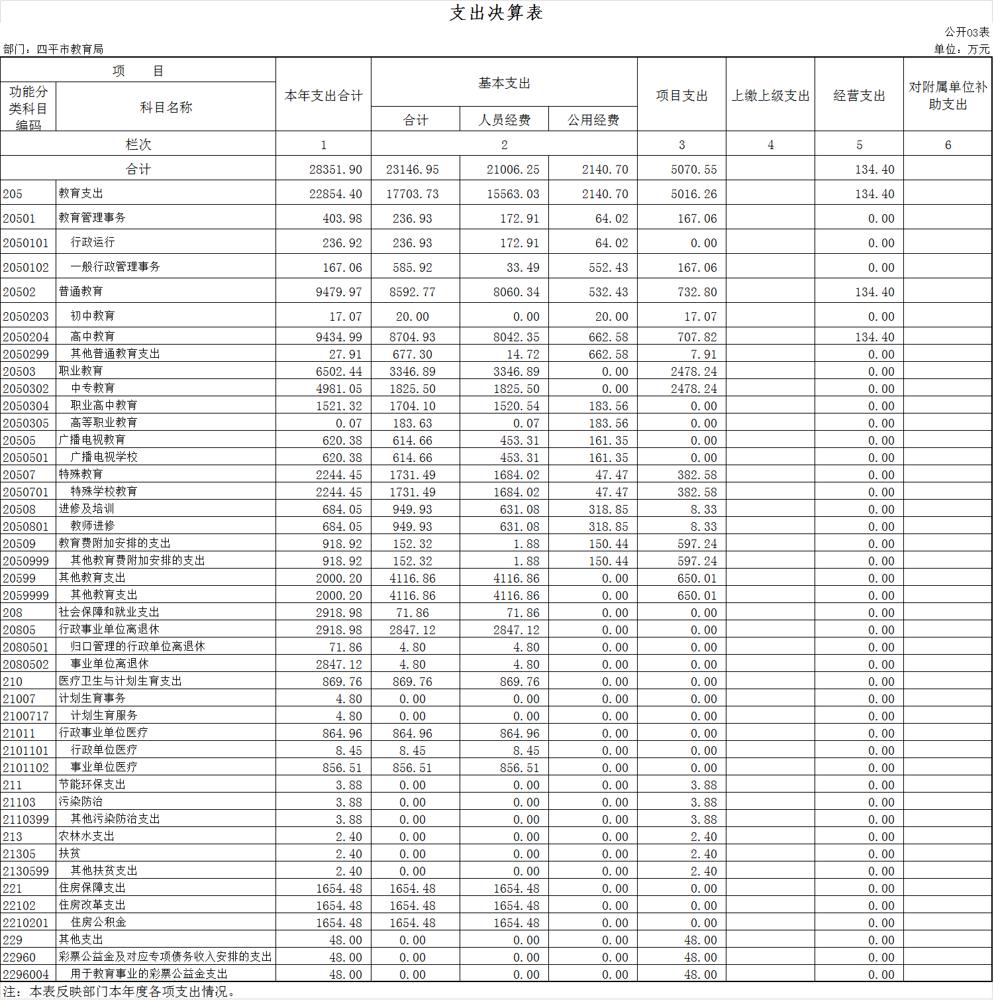 支出决算表
公开03表
部门：四平市教育局 单位：万元
项 目 本年支出合计 基本支出 项目支出 上缴上级支出 经营支出 对附属单位补助支出
功能分类科目编码 科目名称 合计 人员经费 公用经费
栏次 1 2 3 4 5 6
合计 28351.90 23146.95 21006.25 2140.70 5070.55 134.40
205 教育支出 22854.40 17703.73 15563.03 2140.70 5016.26 134.40
20501 教育管理事务 403.98 236.93 172.91 64.02 167.06 0.00
2050101 行政运行 236.92 236.93 172.91 64.02 0.00 0.00
2050102 一般行政管理事务 167.06 585.92 33.49 552.43 167.06 0.00
20502 普通教育 9479.97 8592.77 8060.34 532.43 732.80 134.40
2050203 初中教育 17.07 20.00 0.00 20.00 17.07 0.00
2050204 高中教育 9434.99 8704.93 8042.35 662.58 707.82 134.40
2050299 其他普通教育支出 27.91 677.30 14.72 662.58 7.91 0.00
20503 职业教育 6502.44 3346.89 3346.89 0.00 2478.24 0.00
2050302 中专教育 4981.05 1825.50 1825.50 0.00 2478.24 0.00
2050304 职业高中教育 1521.32 1704.10 1520.54 183.56 0.00 0.00
2050305 高等职业教育 0.07 183.63 0.07 183.56 0.00 0.00
20505 广播电视教育 620.38 614.66 453.31 161.35 0.00 0.00
2050501 广播电视学校 620.38 614.66 453.31 161.35 0.00 0.00
20507 特殊教育 2244.45 1731.49 1684.02 47.47 382.58 0.00
2050701 特殊学校教育 2244.45 1731.49 1684.02 47.47 382.58 0.00
20508 进修及培训 684.05 949.93 631.08 318.85 8.33 0.00
2050801 教师进修 684.05 949.93 631.08 318.85 8.33 0.00
20509 教育费附加安排的支出 918.92 152.32 1.88 150.44 597.24 0.00
2050999 其他教育费附加安排的支出 918.92 152.32 1.88 150.44 597.24 0.00
20599 其他教育支出 2000.20 4116.86 4116.86 0.00 650.01 0.00
2059999 其他教育支出 2000.20 4116.86 4116.86 0.00 650.01 0.00
208 社会保障和就业支出 2918.98 71.86 71.86 0.00 0.00 0.00
20805 行政事业单位离退休 2918.98 2847.12 2847.12 0.00 0.00 0.00
2080501 归口管理的行政单位离退休 71.86 4.80 4.80 0.00 0.00 0.00
2080502 事业单位离退休 2847.12 4.80 4.80 0.00 0.00 0.00
210 医疗卫生与计划生育支出 869.76 869.76 869.76 0.00 0.00 0.00
21007 计划生育事务 4.80 0.00 0.00 0.00 0.00 0.00
2100717 计划生育服务 4.80 0.00 0.00 0.00 0.00 0.00
21011 行政事业单位医疗 864.96 864.96 864.96 0.00 0.00 0.00
2101101 行政单位医疗 8.45 8.45 8.45 0.00 0.00 0.00
2101102 事业单位医疗 856.51 856.51 856.51 0.00 0.00 0.00
211 节能环保支出 3.88 0.00 0.00 0.00 3.88 0.00
21103 污染防治 3.88 0.00 0.00 0.00 3.88 0.00
2110399 其他污染防治支出 3.88 0.00 0.00 0.00 3.88 0.00
213 农林水支出 2.40 0.00 0.00 0.00 2.40 0.00
21305 扶贫 2.40 0.00 0.00 0.00 2.40 0.00
2130599 其他扶贫支出 2.40 0.00 0.00 0.00 2.40 0.00
221 住房保障支出 1654.48 1654.48 1654.48 0.00 0.00 0.00
22102 住房改革支出 1654.48 1654.48 1654.48 0.00 0.00 0.00
2210201 住房公积金 1654.48 1654.48 1654.48 0.00 0.00 0.00
229 其他支出 48.00 0.00 0.00 0.00 48.00 0.00
22960 彩票公益金及对应专项债务收入安排的支出 48.00 0.00 0.00 0.00 48.00 0.00
2296004 用于教育事业的彩票公益金支出 48.00 0.00 0.00 0.00 48.00 0.00
注：本表反映部门本年度各项支出情况。